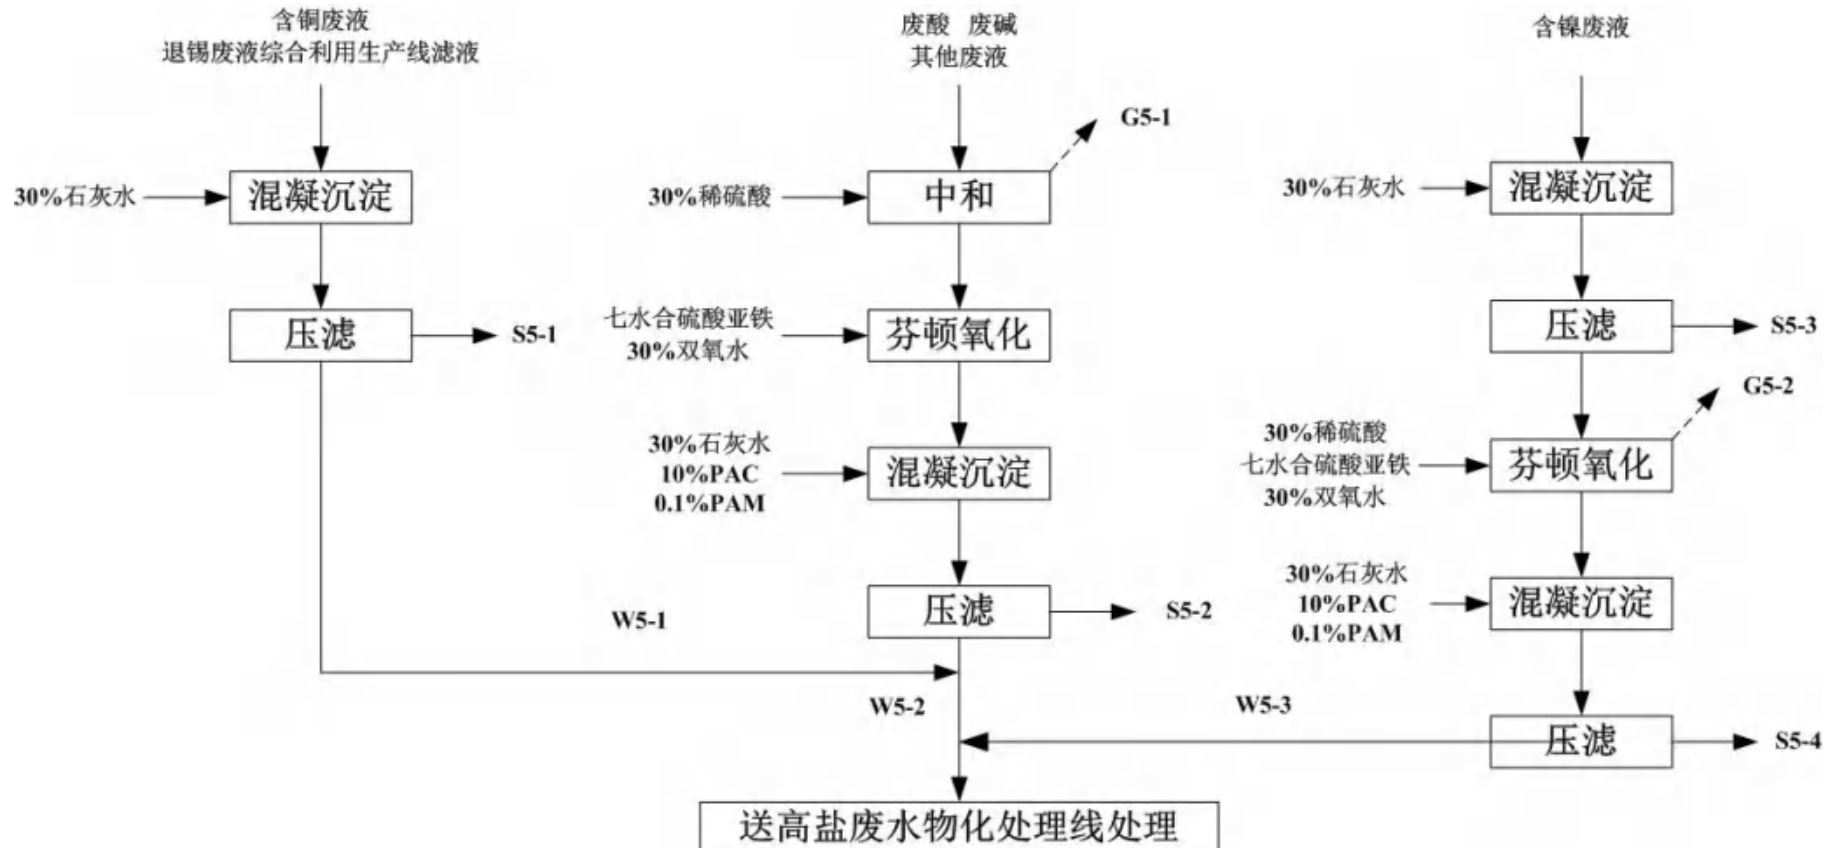 含铜废液
退锡废液综合利用生产线滤液
30%石灰水
混凝沉淀
压滤
S5-1
W5-1
废酸 废碱
其他废液
G5-1
30%稀硫酸
中和
七水合硫酸亚铁
30%双氧水
芬顿氧化
30%石灰水
10%PAC
0.1%PAM
混凝沉淀
压滤
S5-2
W5-2
含镍废液
30%石灰水
混凝沉淀
压滤
S5-3
G5-2
30%稀硫酸
七水合硫酸亚铁
30%双氧水
芬顿氧化
30%石灰水
10%PAC
0.1%PAM
混凝沉淀
W5-3
压滤
S5-4
送高盐废水物化处理线处理